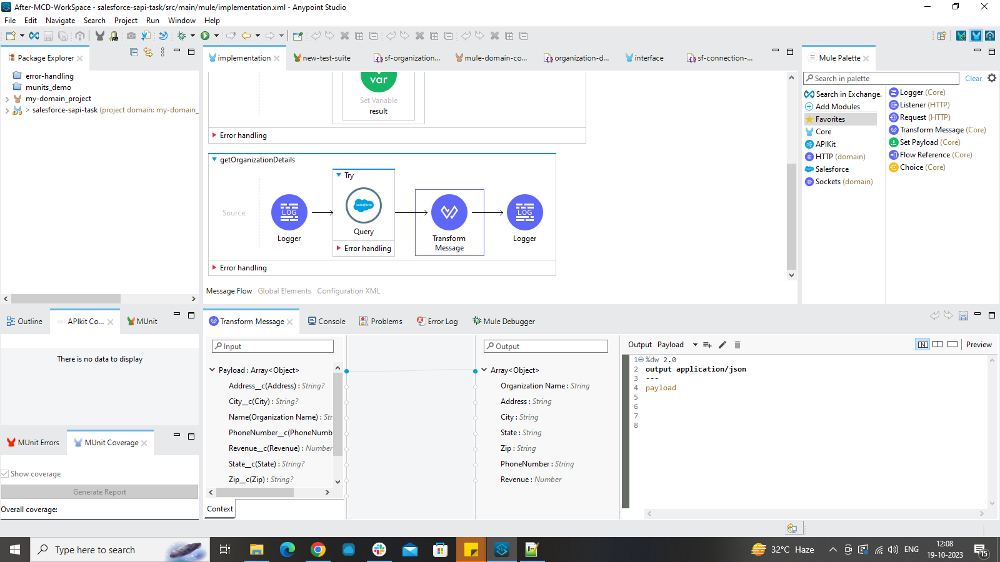 After-MCD-WorkSpace - salesforce-sapi-task/src/main/mule/implementation.xml - Anypoint Studio
File Edit Navigate Search Project Run Window Help
Package Explorer
error-handling
munits_demo
my-domain_project
> salesforce-sapi-task (project domain: my-domain_
implementation
new-test-suite
sf-organization...
mule-domain-co...
organization-d...
interface
sf-connection-...
var
Set Variable
result
Error handling
getOrganizationDetails
Try
Source
LOG
Logger
salesforce
Query
Error handling
Transform
Message
LOG
Logger
Error handling
Message Flow Global Elements Configuration XML
Mule Palette
Search in palette
Clear
Search in Exchange.
Add Modules
Favorites
Core
APIKit
HTTP (domain)
Salesforce
Sockets (domain)
Logger (Core)
Listener (HTTP)
Request (HTTP)
Transform Message (Core)
Set Payload (Core)
Flow Reference (Core)
Choice (Core)
Outline
api APIkit Co...
MUnit
There is no data to display
MUnit Errors
MUnit Coverage
Show coverage
Generate Report
Overall coverage:
Transform Message
Console
Problems
Error Log
Mule Debugger
Input
Payload : Array<Object>
Address__c(Address) : String?
City__c(City) : String?
Name(Organization Name) : Str
PhoneNumber__c(PhoneNumb
Revenue__c(Revenue) : Number
State__c(State) : String?
Zip__c(Zip) : String?
Context
Output
Array<Object>
Organization Name : String
Address : String
City : String
State : String
Zip : String
PhoneNumber : String
Revenue : Number
Output Payload
Preview
1 %dw 2.0
2 output application/json
3 ---
4 payload
5
6
7
8
Type here to search
32°C Haze
ENG
12:08
19-10-2023
15